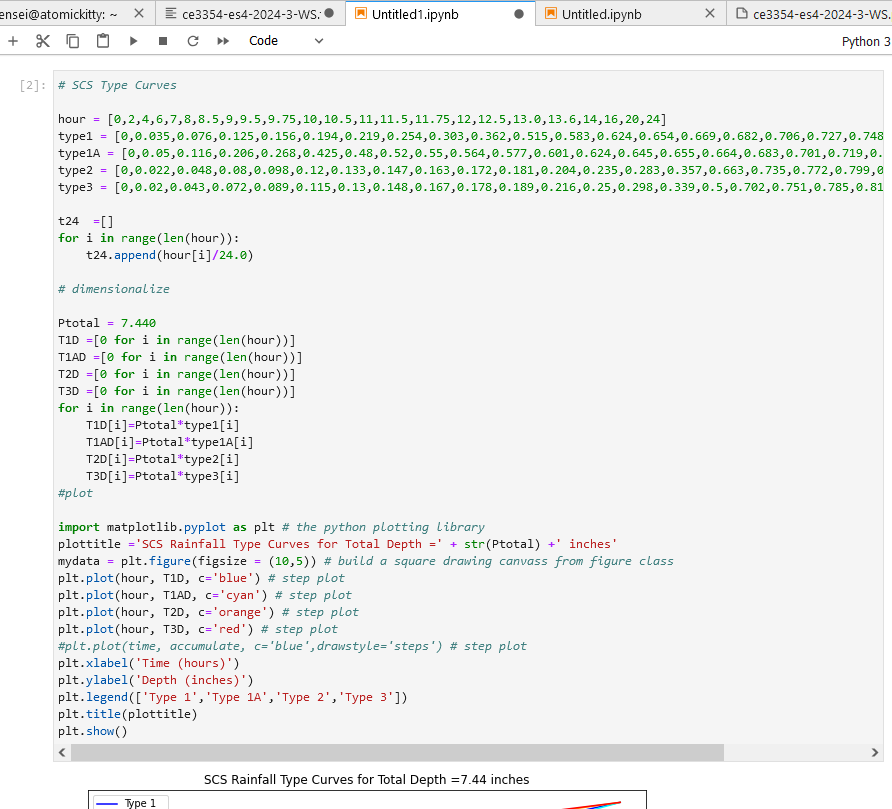 ensei@atomickitty: ~
ce3354-es4-2024-3-WS.
Untitled1.ipynb
Untitled.ipynb
ce3354-es4-2024-3-WS.
Code
Python 3
[2]:
# SCS Type Curves
hour = [0,2,4,6,7,8,8.5,9,9.5,9.75,10,10.5,11,11.5,11.75,12,12.5,13.0,13.6,14,16,20,24]
type1 = [0,0.035,0.076,0.125,0.156,0.194,0.219,0.254,0.303,0.362,0.515,0.583,0.624,0.654,0.669,0.682,0.706,0.727,0.748
type1A = [0,0.05,0.116,0.206,0.268,0.425,0.48,0.52,0.55,0.564,0.577,0.601,0.624,0.645,0.655,0.664,0.683,0.701,0.719,0.
type2 = [0,0.022,0.048,0.08,0.098,0.12,0.133,0.147,0.163,0.172,0.181,0.204,0.235,0.283,0.357,0.663,0.735,0.772,0.799,0
type3 = [0,0.02,0.043,0.072,0.089,0.115,0.13,0.148,0.167,0.178,0.189,0.216,0.25,0.298,0.339,0.5,0.702,0.751,0.785,0.81
t24  =[]
for i in range(len(hour)):
    t24.append(hour[i]/24.0)
# dimensionalize
Ptotal = 7.440
T1D =[0 for i in range(len(hour))]
T1AD =[0 for i in range(len(hour))]
T2D =[0 for i in range(len(hour))]
T3D =[0 for i in range(len(hour))]
for i in range(len(hour)):
    T1D[i]=Ptotal*type1[i]
    T1AD[i]=Ptotal*type1A[i]
    T2D[i]=Ptotal*type2[i]
    T3D[i]=Ptotal*type3[i]
#plot
import matplotlib.pyplot as plt # the python plotting library
plottitle ='SCS Rainfall Type Curves for Total Depth =' + str(Ptotal) +' inches'
mydata = plt.figure(figsize = (10,5)) # build a square drawing canvass from figure class
plt.plot(hour, T1D, c='blue') # step plot
plt.plot(hour, T1AD, c='cyan') # step plot
plt.plot(hour, T2D, c='orange') # step plot
plt.plot(hour, T3D, c='red') # step plot
#plt.plot(time, accumulate, c='blue',drawstyle='steps') # step plot
plt.xlabel('Time (hours)')
plt.ylabel('Depth (inches)')
plt.legend(['Type 1','Type 1A','Type 2','Type 3'])
plt.title(plottitle)
plt.show()
SCS Rainfall Type Curves for Total Depth =7.44 inches
Type 1